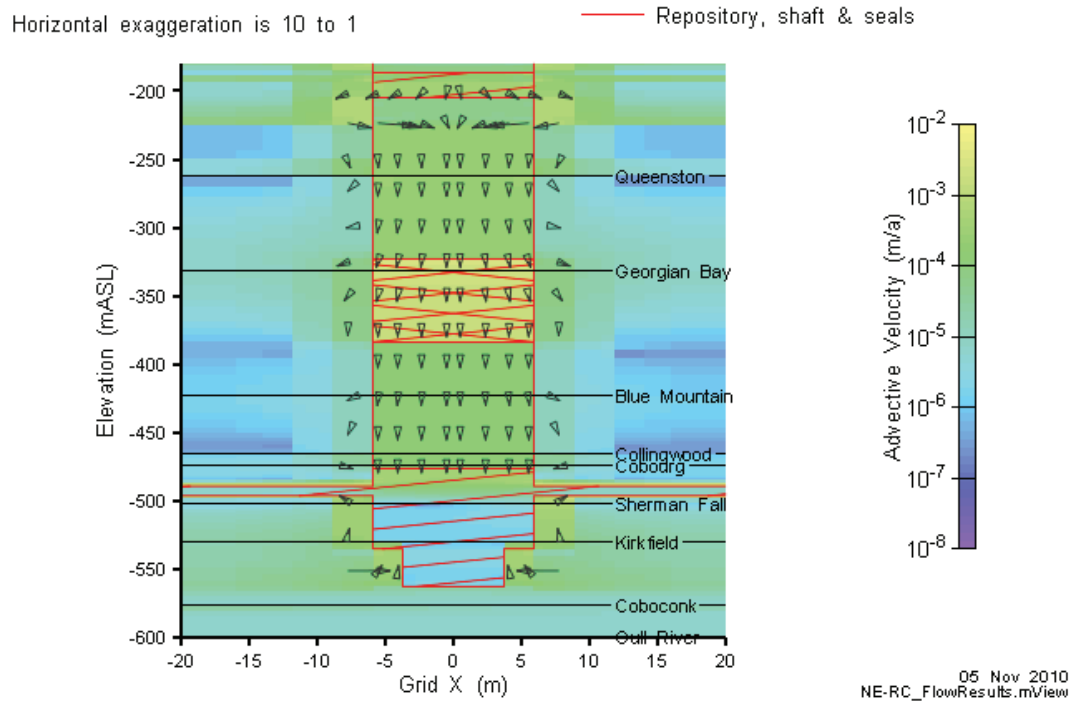 Horizontal exaggeration is 10 to 1
Repository, shaft & seals
Elevation (mASL)
-200
-250
-300
-350
-400
-450
-500
-550
-600
Queenston
Georgian Bay
Blue Mountain
Collingwood
Cobodrg
Sherman Fall
Kirkfield
Coboconk
Gull River
-20
-15
-10
-5
0
5
10
15
20
Grid X (m)
Advective Velocity (m/a)
10⁻²
10⁻³
10⁻⁴
10⁻⁵
10⁻⁶
10⁻⁷
10⁻⁸
05 Nov 2010
NE-RC_FlowResults.mView